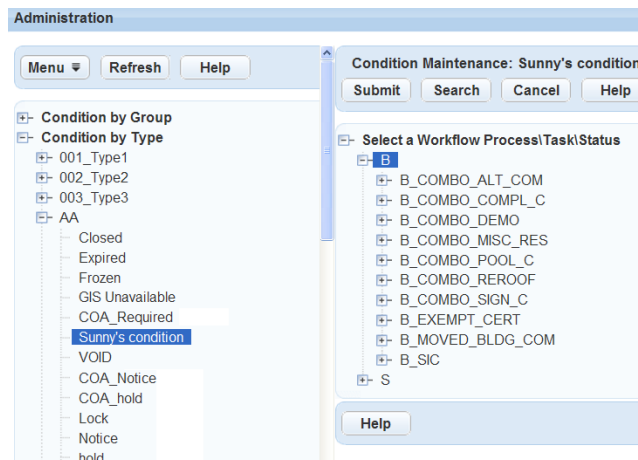 Administration
Menu Refresh Help
Condition by Group
Condition by Type
001_Type1
002_Type2
003_Type3
AA
Closed
Expired
Frozen
GIS Unavailable
COA_Required
Sunny's condition
VOID
COA_Notice
COA_hold
Lock
Notice
hold
Condition Maintenance: Sunny's condition
Submit Search Cancel Help
Select a Workflow Process\Task\Status
B
B_COMBO_ALT_COM
B_COMBO_COMPL_C
B_COMBO_DEMO
B_COMBO_MISC_RES
B_COMBO_POOL_C
B_COMBO_REROOF
B_COMBO_SIGN_C
B_EXEMPT_CERT
B_MOVED_BLDG_COM
B_SIC
S
Help